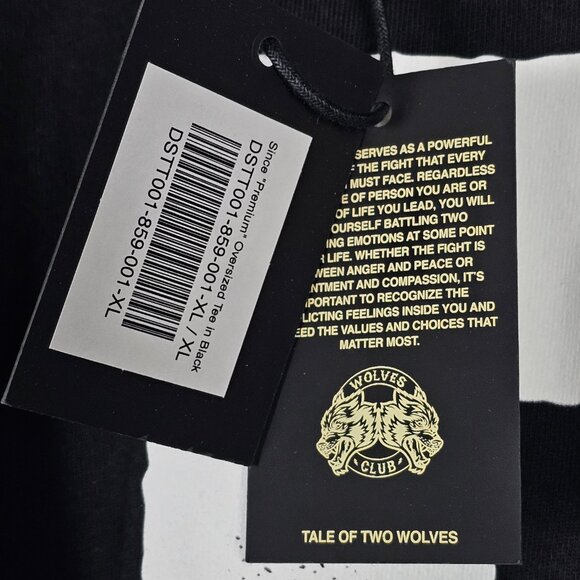 Since "Premium" Oversized Tee in Black
DSTT001-859-001-XL / XL
DSTT001-859-001-XL
SERVES AS A POWERFUL
THE FIGHT THAT EVERY
MUST FACE. REGARDLESS
OF PERSON YOU ARE OR
OF LIFE YOU LEAD, YOU WILL
BATTLING TWO
EMOTIONS AT SOME POINT
LIFE. WHETHER THE FIGHT IS
ANGER AND PEACE OR
AND COMPASSION, IT'S
TO RECOGNIZE THE
FEELINGS INSIDE YOU AND
THE VALUES AND CHOICES THAT
MATTER MOST.
WOLVES
- CLUB -
TALE OF TWO WOLVES